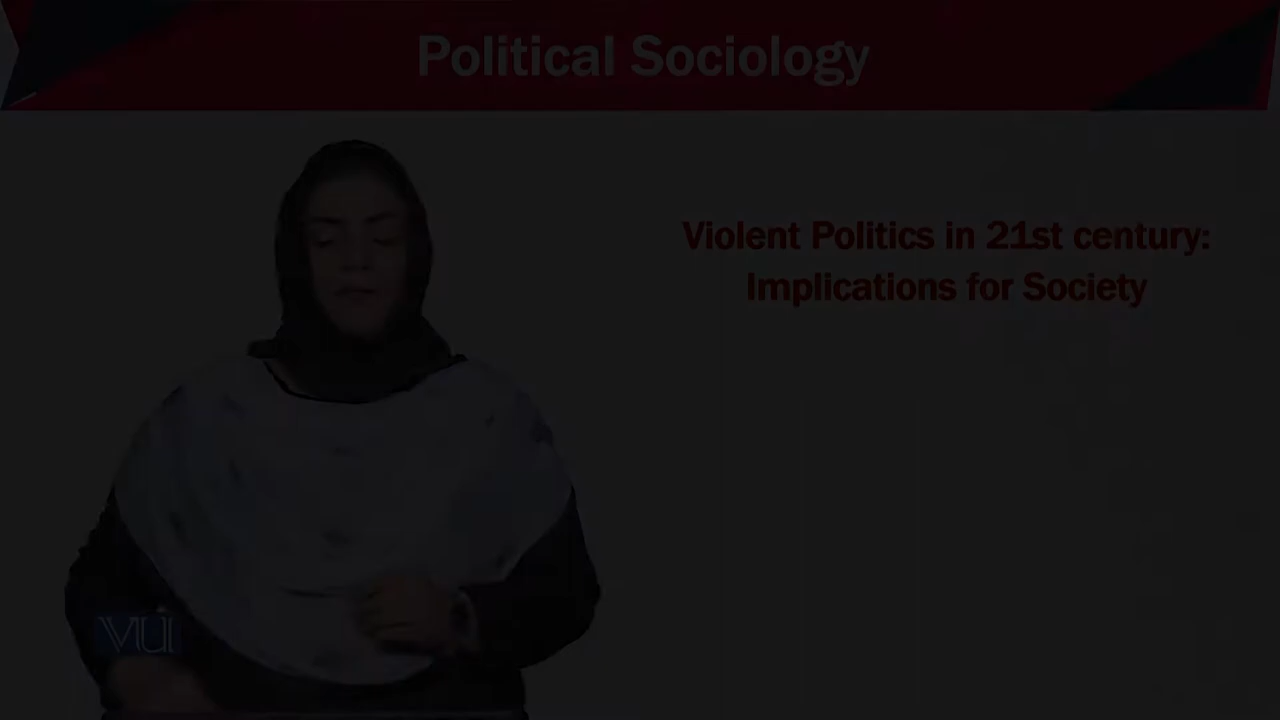 Political Sociology
Violent Politics in 21st century:
Implications for Society
VU